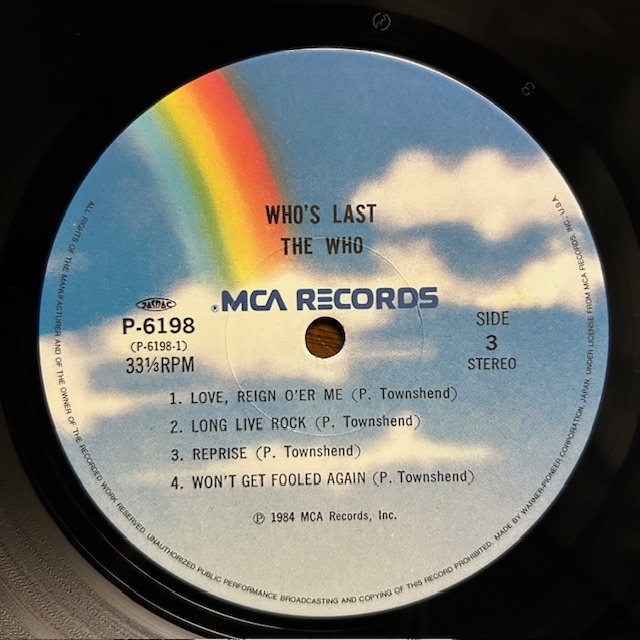 WHO'S LAST
THE WHO
MCA RECORDS
JASRAC
P-6198
(P-6198-1)
33⅓RPM
SIDE
3
STEREO
1. LOVE, REIGN O'ER ME (P. Townshend)
2. LONG LIVE ROCK (P. Townshend)
3. REPRISE (P. Townshend)
4. WON'T GET FOOLED AGAIN (P. Townshend)
Ⓟ 1984 MCA Records, Inc.
ALL RIGHTS OF THE MANUFACTURER AND OF THE OWNER OF THE RECORDED WORK RESERVED. UNAUTHORIZED PUBLIC PERFORMANCE BROADCASTING AND COPYING OF THIS RECORD PROHIBITED. MADE BY WARNER-PIONEER CORPORATION, JAPAN, UNDER LICENSE FROM MCA RECORDS, INC., U.S.A.